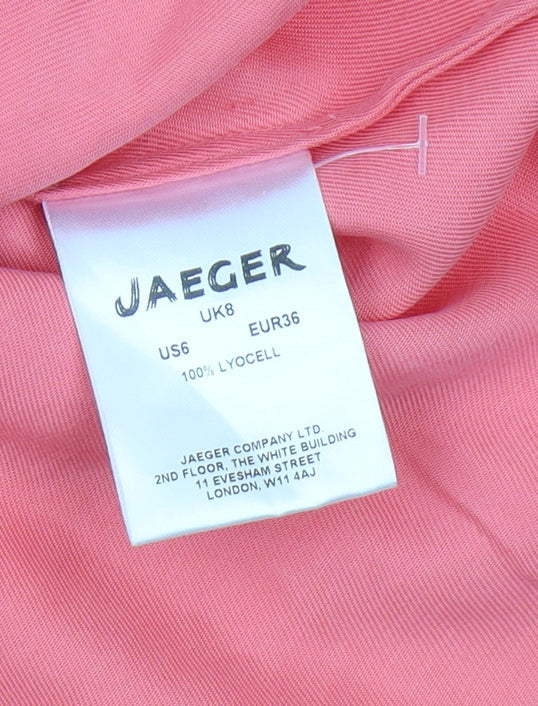 JAEGER
UK8
US6 EUR36
100% LYOCELL
JAEGER COMPANY LTD.
2ND FLOOR, THE WHITE BUILDING
11 EVESHAM STREET
LONDON, W11 4AJ